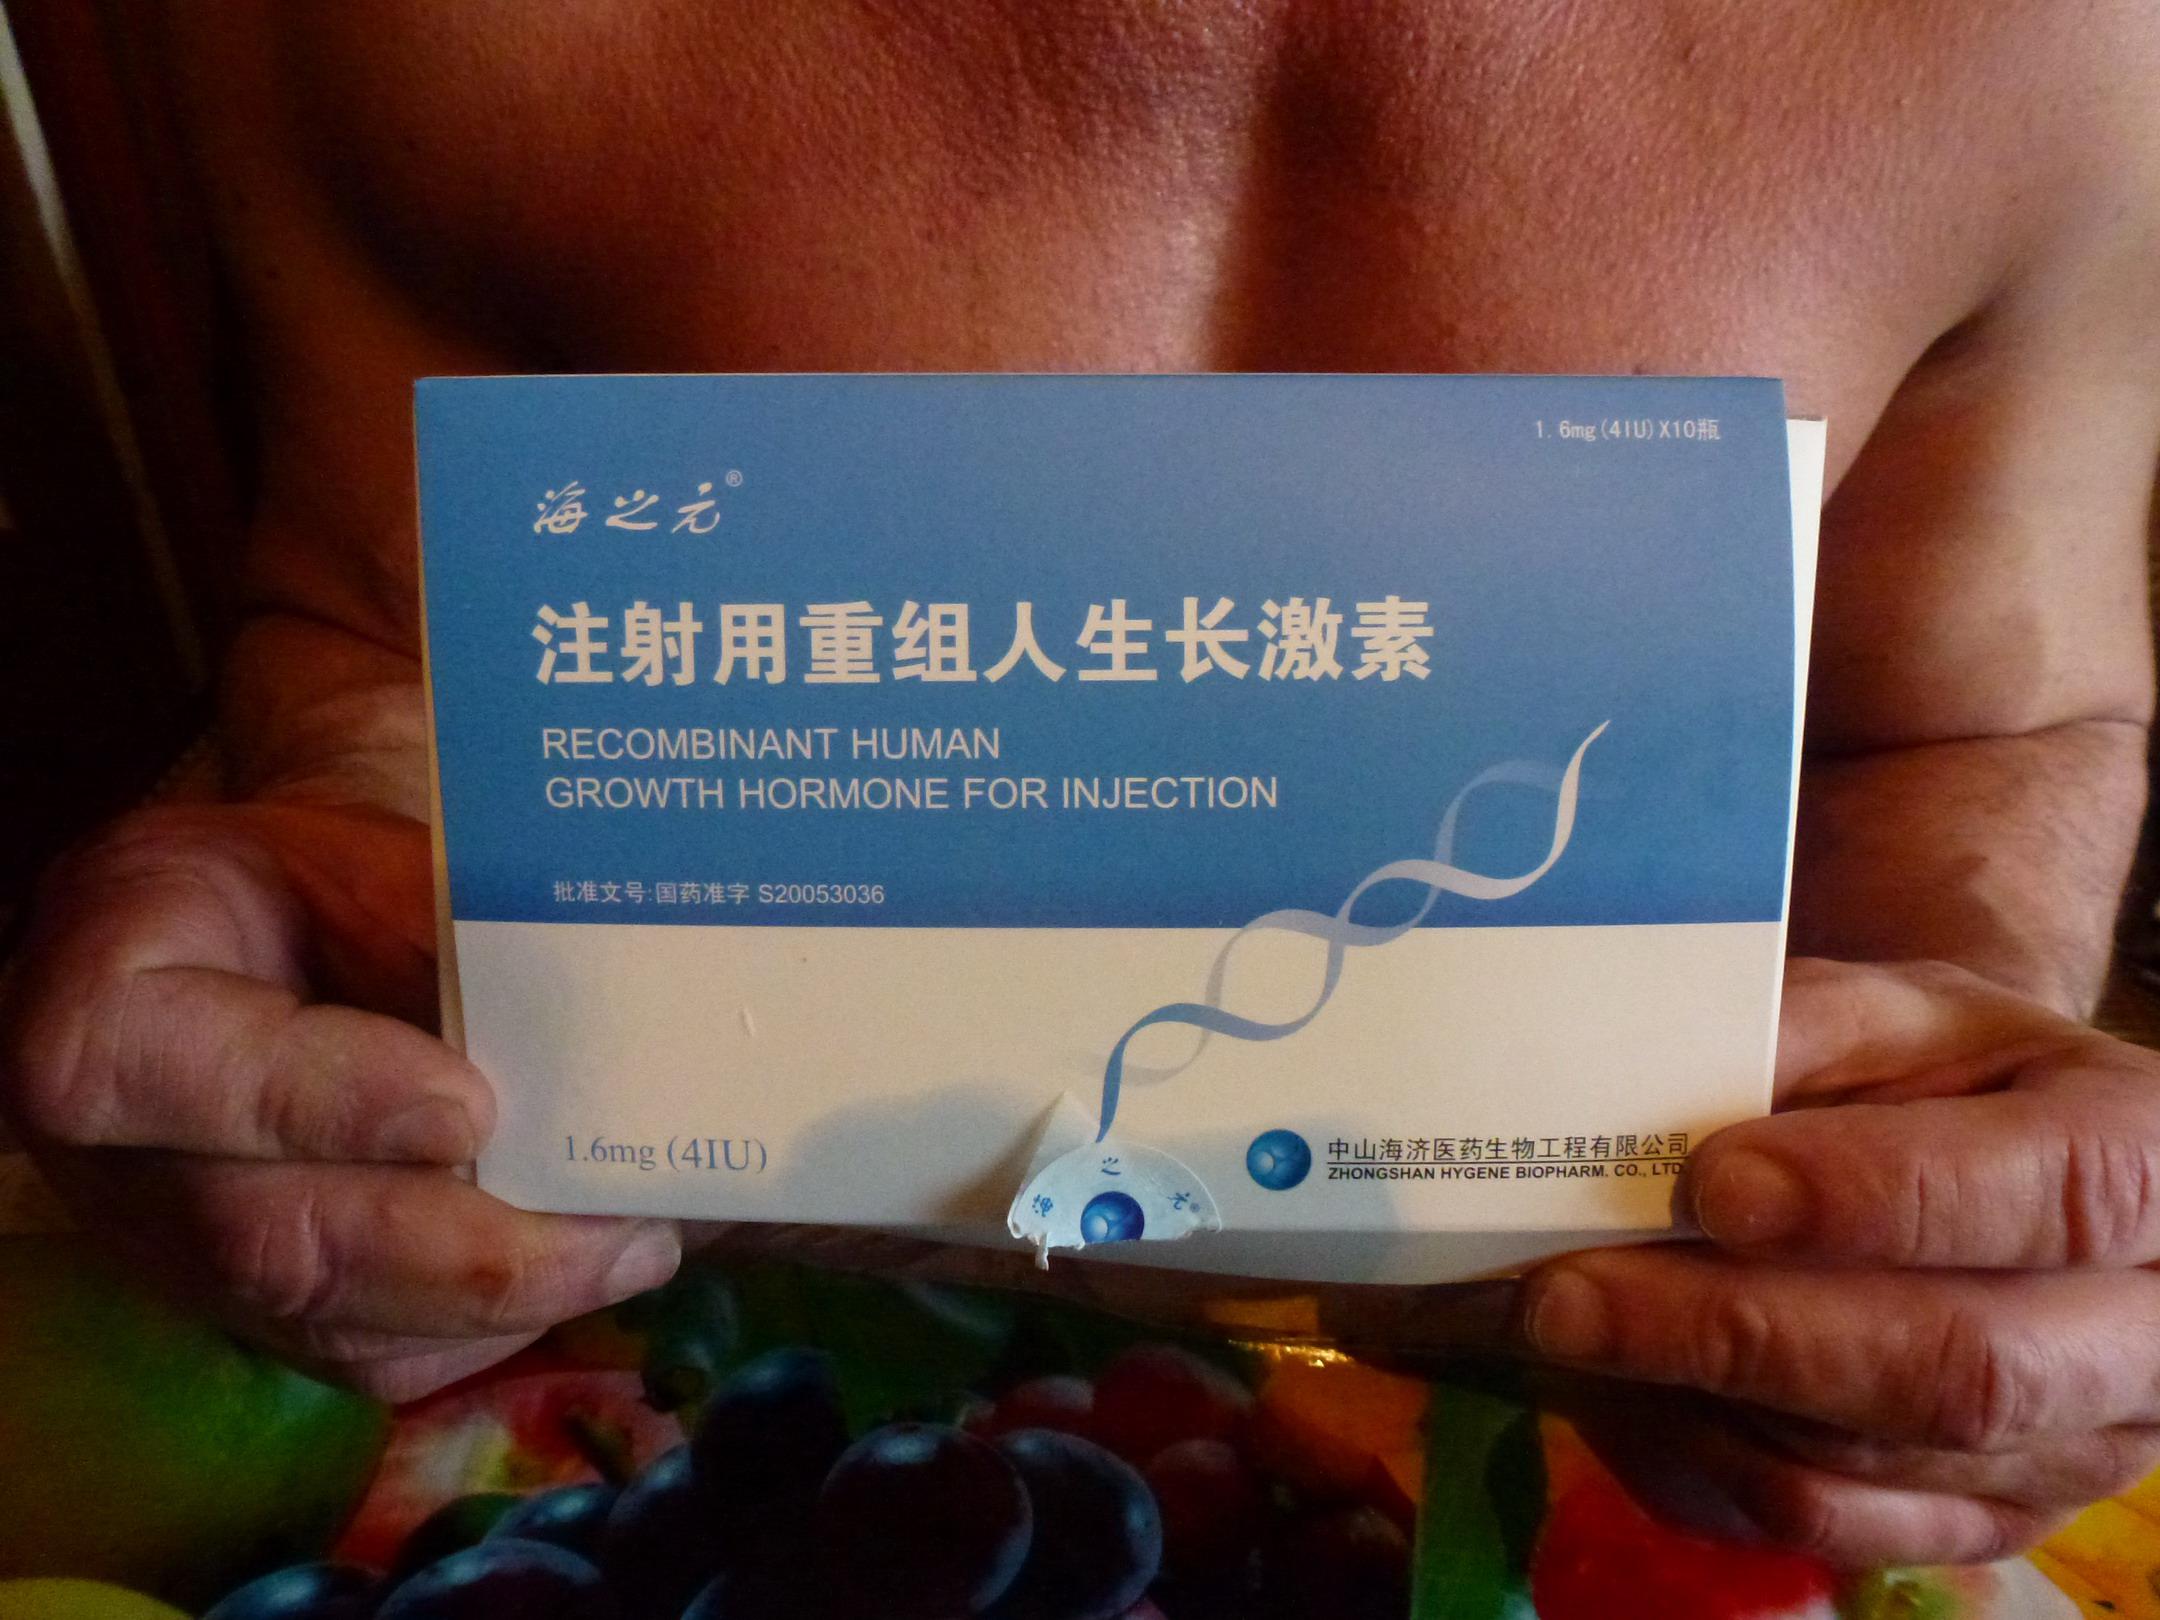 1.6mg(4IU)X10瓶
海之元®
注射用重组人生长激素
RECOMBINANT HUMAN
GROWTH HORMONE FOR INJECTION
批准文号:国药准字 S20053036
1.6mg (4IU)
海之元®
中山海济医药生物工程有限公司
ZHONGSHAN HYGENE BIOPHARM. CO., LTD